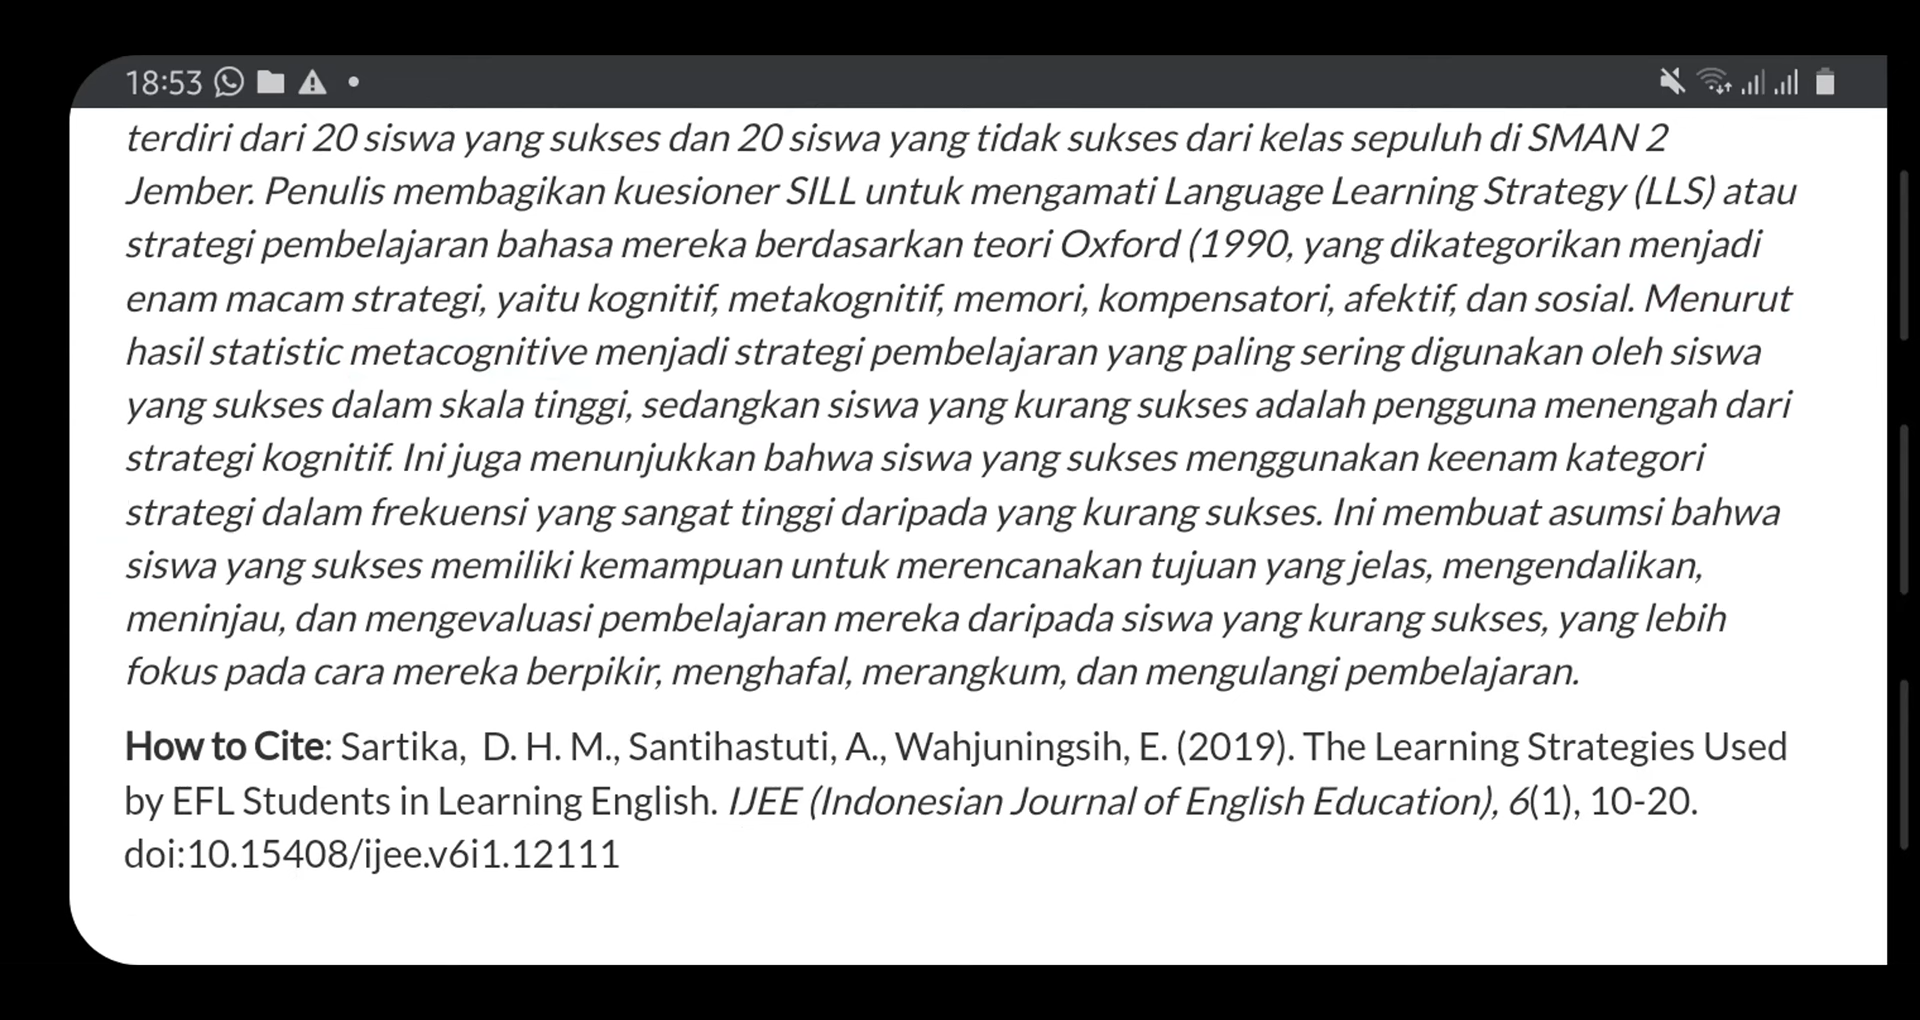 18:53
terdiri dari 20 siswa yang sukses dan 20 siswa yang tidak sukses dari kelas sepuluh di SMAN 2
Jember. Penulis membagikan kuesioner SILL untuk mengamati Language Learning Strategy (LLS) atau
strategi pembelajaran bahasa mereka berdasarkan teori Oxford (1990, yang dikategorikan menjadi
enam macam strategi, yaitu kognitif, metakognitif, memori, kompensatori, afektif, dan sosial. Menurut
hasil statistic metacognitive menjadi strategi pembelajaran yang paling sering digunakan oleh siswa
yang sukses dalam skala tinggi, sedangkan siswa yang kurang sukses adalah pengguna menengah dari
strategi kognitif. Ini juga menunjukkan bahwa siswa yang sukses menggunakan keenam kategori
strategi dalam frekuensi yang sangat tinggi daripada yang kurang sukses. Ini membuat asumsi bahwa
siswa yang sukses memiliki kemampuan untuk merencanakan tujuan yang jelas, mengendalikan,
meninjau, dan mengevaluasi pembelajaran mereka daripada siswa yang kurang sukses, yang lebih
fokus pada cara mereka berpikir, menghafal, merangkum, dan mengulangi pembelajaran.
How to Cite: Sartika, D. H. M., Santihastuti, A., Wahjuningsih, E. (2019). The Learning Strategies Used
by EFL Students in Learning English. IJEE (Indonesian Journal of English Education), 6(1), 10-20.
doi:10.15408/ijee.v6i1.12111